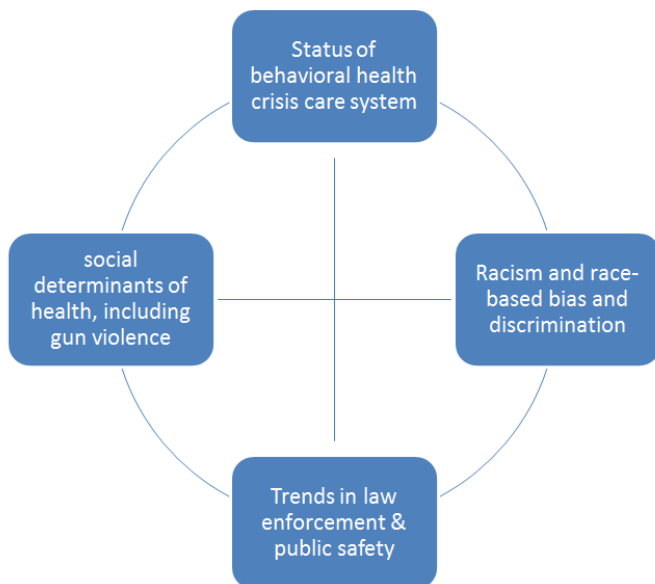 Status of
behavioral health
crisis care system
social
determinants of
health, including
gun violence
Racism and race-
based bias and
discrimination
Trends in law
enforcement &
public safety